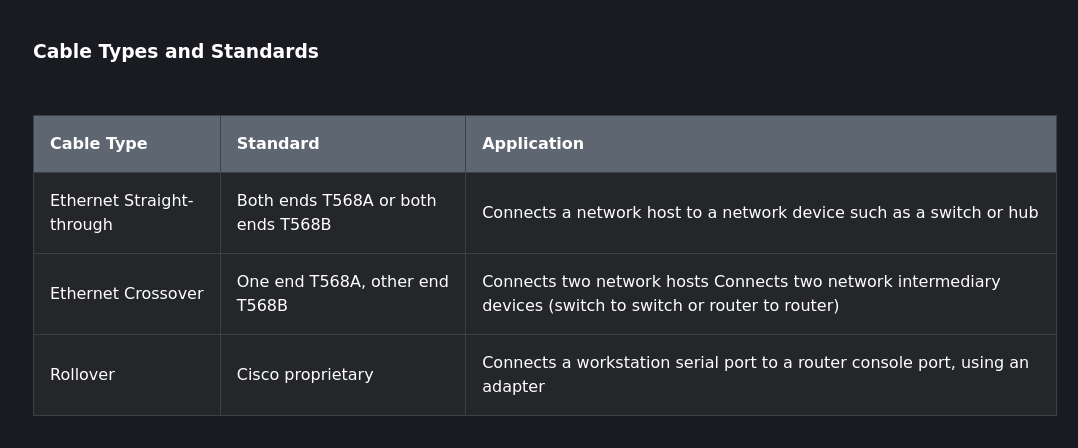 Cable Types and Standards
Cable Type
Standard
Application
Ethernet Straight-
through
Both ends T568A or both
ends T568B
Connects a network host to a network device such as a switch or hub
Ethernet Crossover
One end T568A, other end
T568B
Connects two network hosts Connects two network intermediary
devices (switch to switch or router to router)
Rollover
Cisco proprietary
Connects a workstation serial port to a router console port, using an
adapter